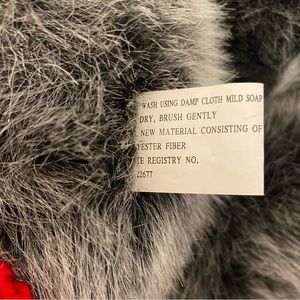 WASH USING DAMP CLOTH MILD SOAP
DRY, BRUSH GENTLY
NEW MATERIAL CONSISTING OF
YESTER FIBER
TE REGISTRY NO.
22677